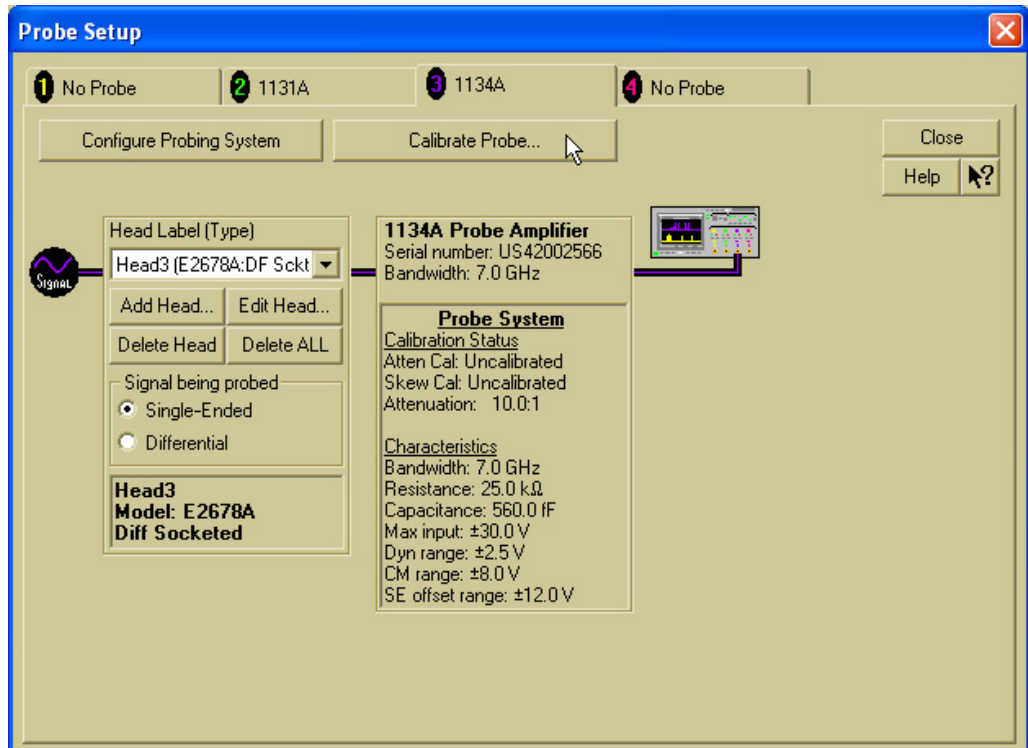 Probe Setup
1 No Probe
2 1131A
3 1134A
4 No Probe
Configure Probing System
Calibrate Probe...
Close
Help
?
Signal
Head Label (Type)
Head3 (E2678A:DF Sckt
Add Head...
Edit Head...
Delete Head
Delete ALL
Signal being probed
Single-Ended
Differential
Head3
Model: E2678A
Diff Socketed
1134A Probe Amplifier
Serial number: US42002566
Bandwidth: 7.0 GHz
Probe System
Calibration Status
Atten Cal: Uncalibrated
Skew Cal: Uncalibrated
Attenuation: 10.0:1
Characteristics
Bandwidth: 7.0 GHz
Resistance: 25.0 kΩ
Capacitance: 560.0 fF
Max input: ±30.0 V
Dyn range: ±2.5 V
CM range: ±8.0 V
SE offset range: ±12.0 V